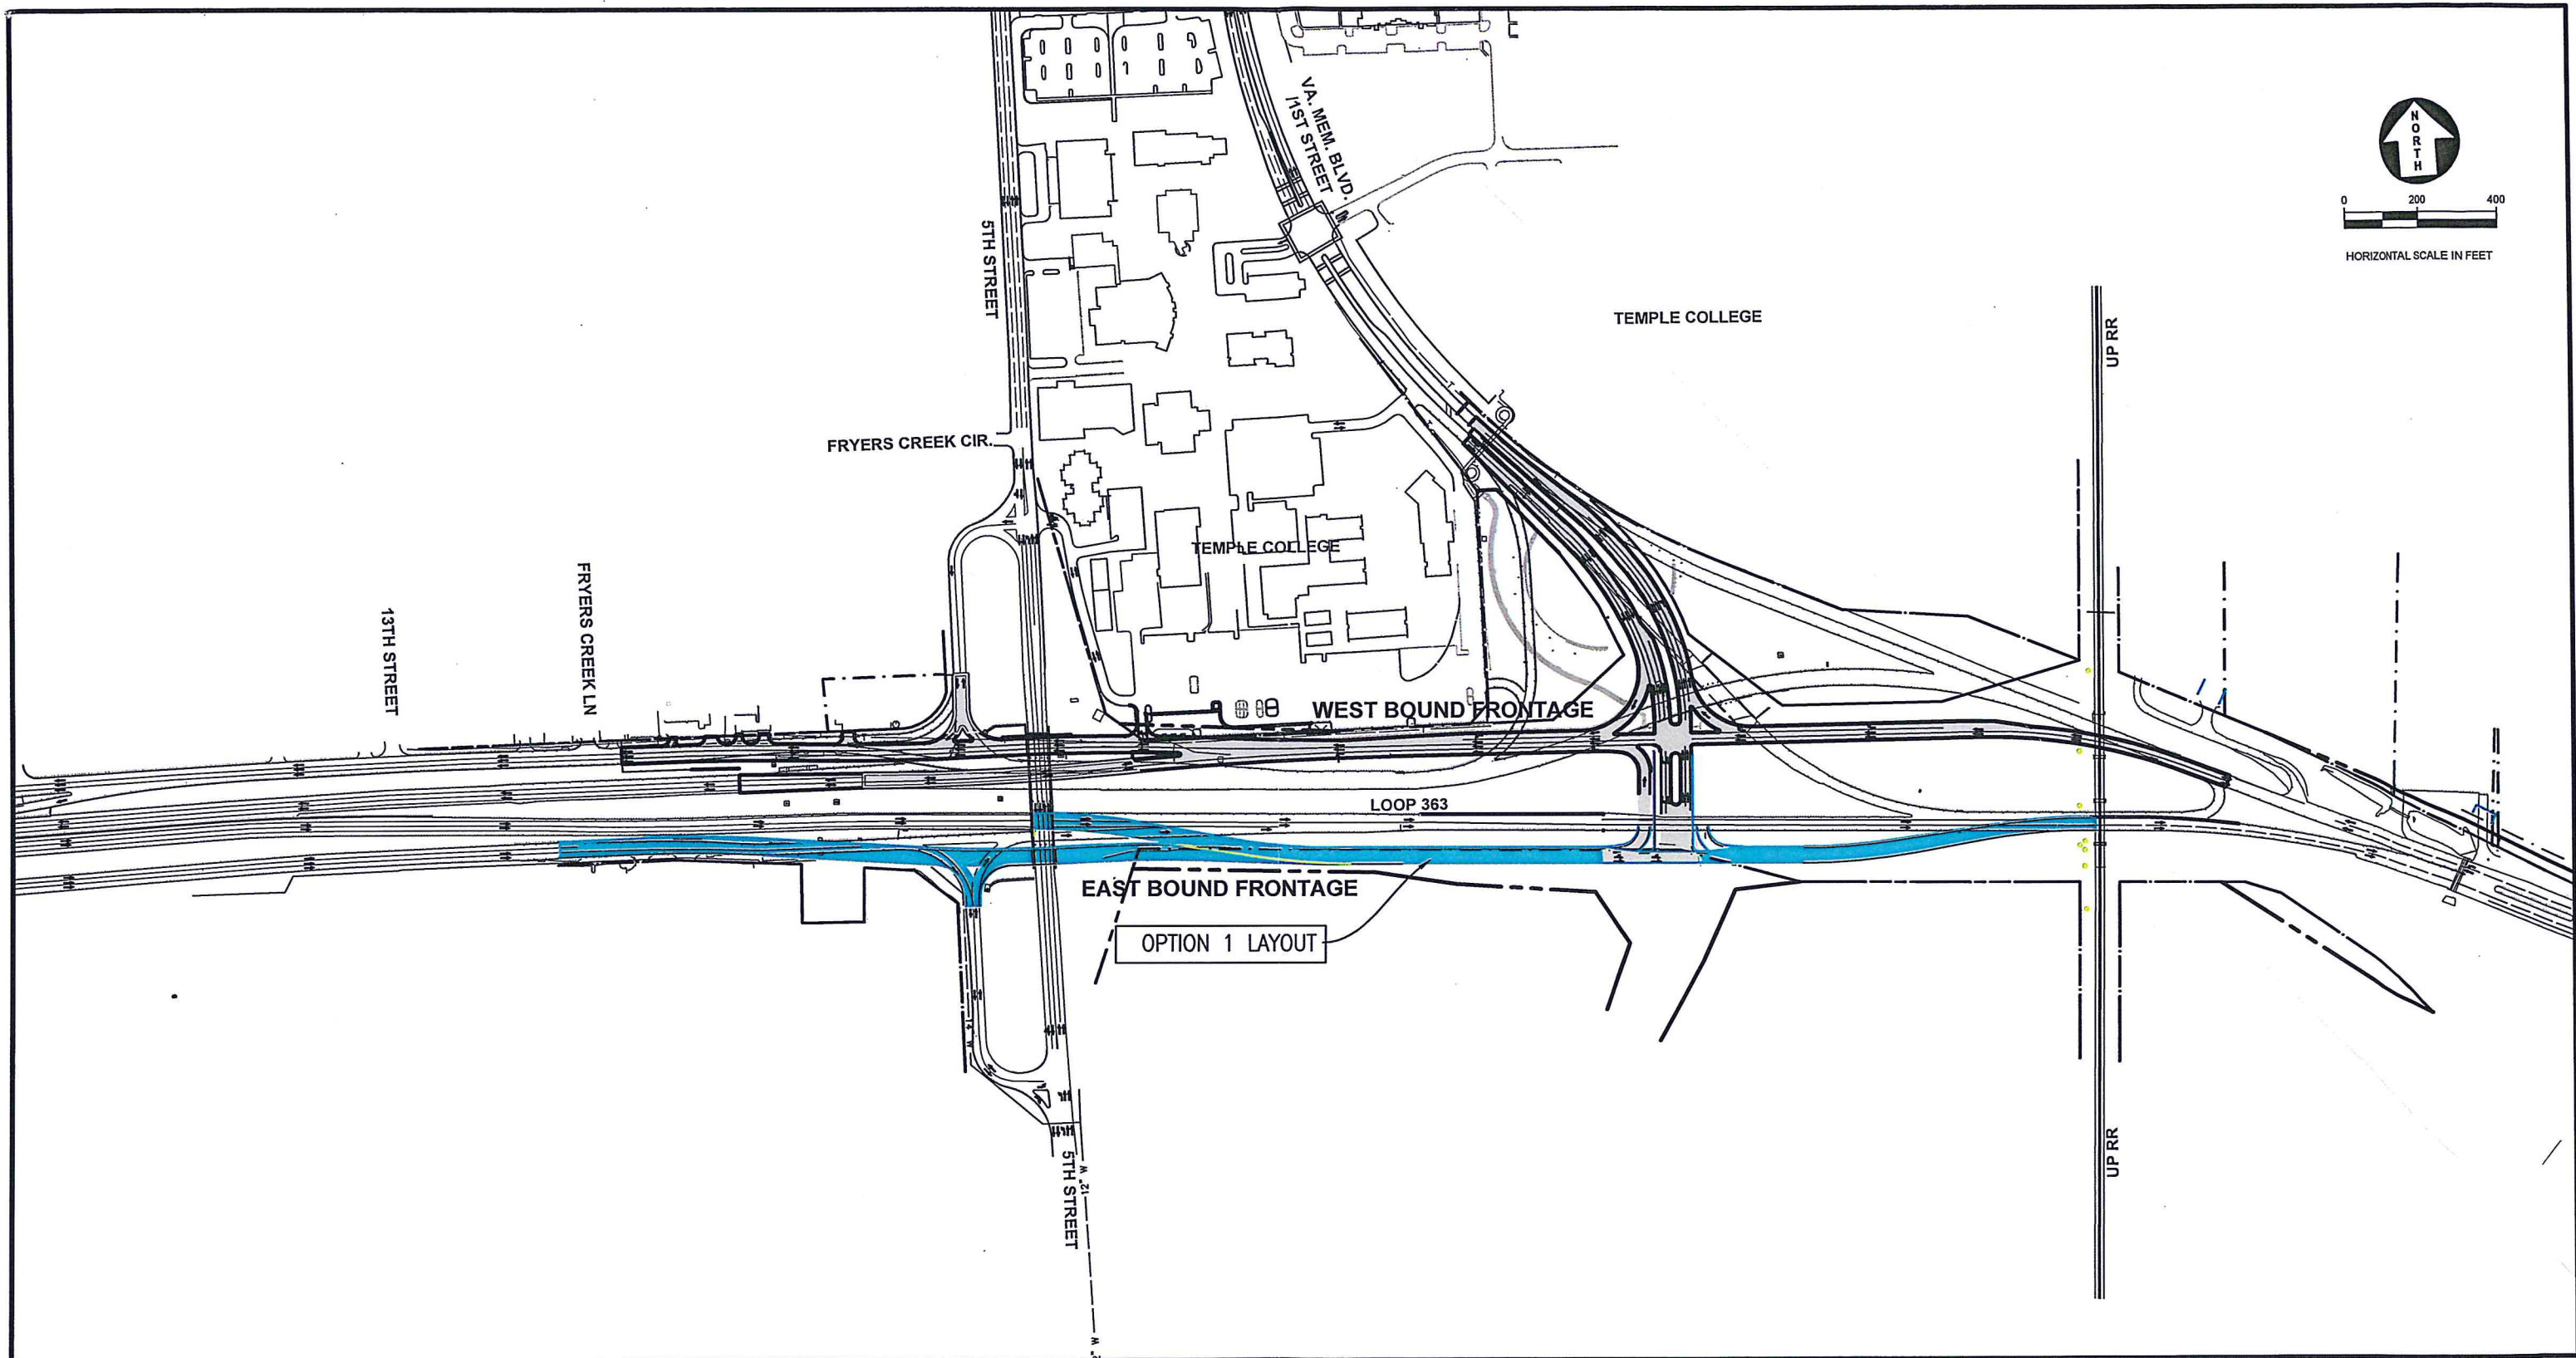 VA. MEM. BLVD.
/1ST STREET
NORTH
0 200 400
HORIZONTAL SCALE IN FEET
5TH STREET
TEMPLE COLLEGE
UP RR
FRYERS CREEK CIR.
TEMPLE COLLEGE
FRYERS CREEK LN
13TH STREET
WEST BOUND FRONTAGE
LOOP 363
EAST BOUND FRONTAGE
OPTION 1 LAYOUT
5TH STREET
12" W
UP RR